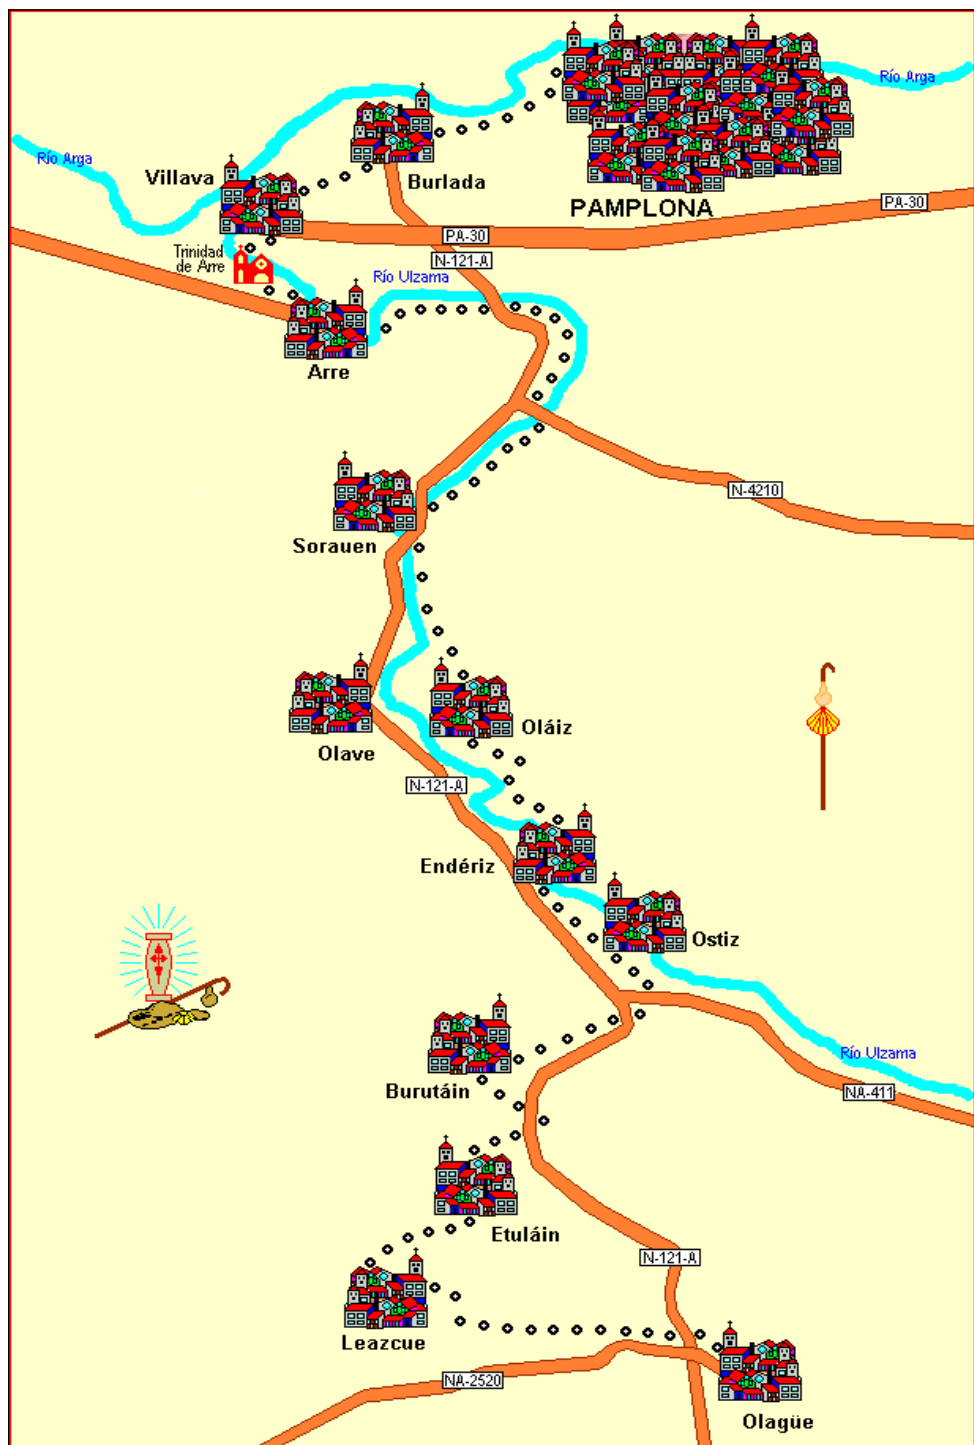 Río Arga
Río Arga
Villava
Burlada
PAMPLONA
PA-30
PA-30
Trinidad
de Arre
N-121-A
Río Ulzama
Arre
N-4210
Sorauen
Oláiz
Olave
N-121-A
Endériz
Ostiz
Río Ulzama
Burutáin
NA-411
Etuláin
N-121-A
Leazcue
NA-2520
Olagüe